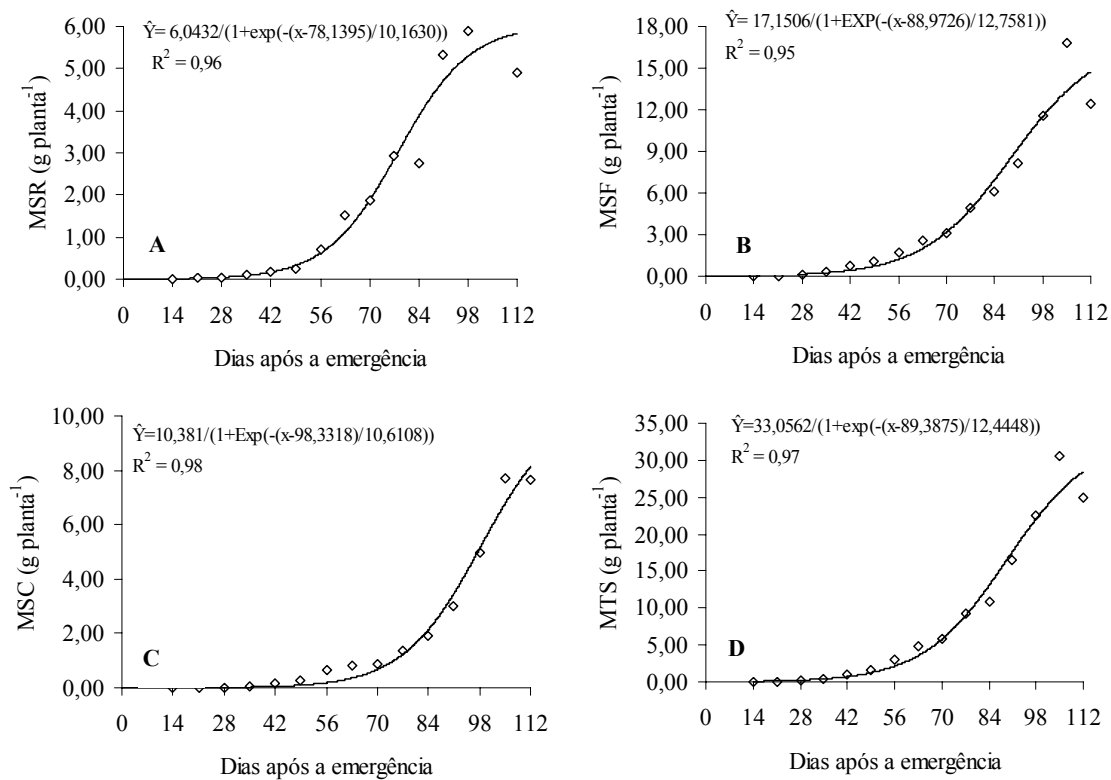 Ŷ= 6,0432/(1+exp(-(x-78,1395)/10,1630))
R² = 0,96
6,00
5,00
4,00
3,00
2,00
1,00
0,00
MSR (g planta⁻¹)
A
0 14 28 42 56 70 84 98 112
Dias após a emergência
Ŷ= 17,1506/(1+EXP(-(x-88,9726)/12,7581))
R² = 0,95
18,00
15,00
12,00
9,00
6,00
3,00
0,00
MSF (g planta⁻¹)
B
0 14 28 42 56 70 84 98 112
Dias após a emergência
Ŷ=10,381/(1+Exp(-(x-98,3318)/10,6108))
R² = 0,98
10,00
8,00
6,00
4,00
2,00
0,00
MSC (g planta⁻¹)
C
0 14 28 42 56 70 84 98 112
Dias após a emergência
Ŷ=33,0562/(1+exp(-(x-89,3875)/12,4448))
R² = 0,97
35,00
30,00
25,00
20,00
15,00
10,00
5,00
0,00
MTS (g planta⁻¹)
D
0 14 28 42 56 70 84 98 112
Dias após a emergência